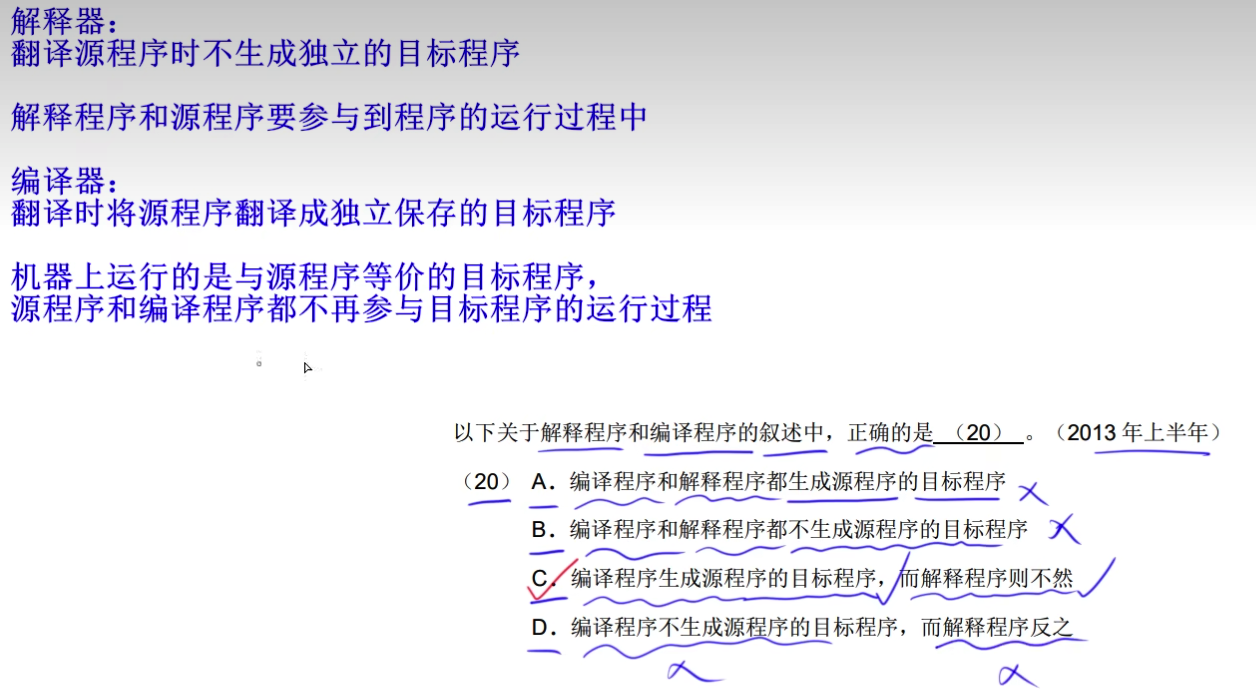 解释器：
翻译源程序时不生成独立的目标程序
解释程序和源程序要参与到程序的运行过程中
编译器：
翻译时将源程序翻译成独立保存的目标程序
机器上运行的是与源程序等价的目标程序，
源程序和编译程序都不再参与目标程序的运行过程
以下关于解释程序和编译程序的叙述中，正确的是 （20） 。（2013 年上半年）
（20） A．编译程序和解释程序都生成源程序的目标程序
B．编译程序和解释程序都不生成源程序的目标程序
C．编译程序生成源程序的目标程序，而解释程序则不然
D．编译程序不生成源程序的目标程序，而解释程序反之